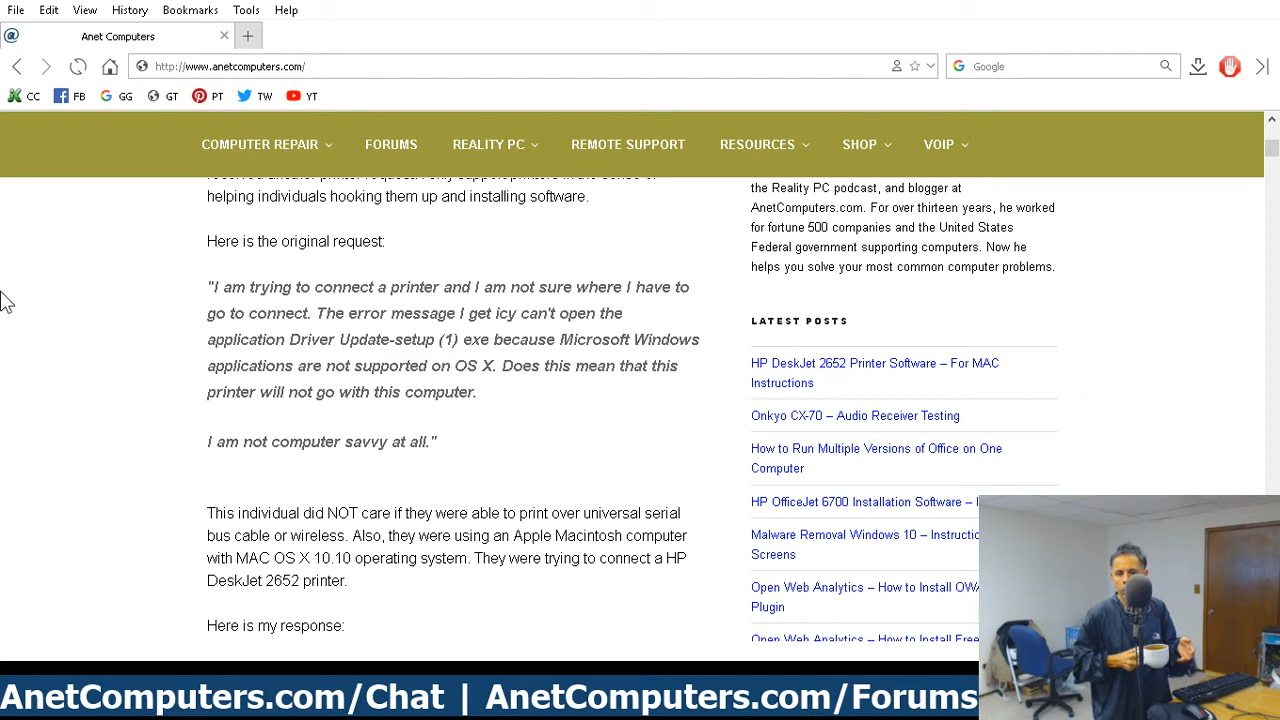 File Edit View History Bookmarks Tools Help
Anet Computers
http://www.anetcomputers.com/
Google
CC FB GG GT PT TW YT
COMPUTER REPAIR FORUMS REALITY PC REMOTE SUPPORT RESOURCES SHOP VOIP
helping individuals hooking them up and installing software.
Here is the original request:
"I am trying to connect a printer and I am not sure where I have to
go to connect. The error message I get icy can't open the
application Driver Update-setup (1) exe because Microsoft Windows
applications are not supported on OS X. Does this mean that this
printer will not go with this computer.
I am not computer savvy at all."
This individual did NOT care if they were able to print over universal serial
bus cable or wireless. Also, they were using an Apple Macintosh computer
with MAC OS X 10.10 operating system. They were trying to connect a HP
DeskJet 2652 printer.
Here is my response:
the Reality PC podcast, and blogger at
AnetComputers.com. For over thirteen years, he worked
for fortune 500 companies and the United States
Federal government supporting computers. Now he
helps you solve your most common computer problems.
LATEST POSTS
HP DeskJet 2652 Printer Software – For MAC
Instructions
Onkyo CX-70 – Audio Receiver Testing
How to Run Multiple Versions of Office on One
Computer
HP OfficeJet 6700 Installation Software –
Malware Removal Windows 10 – Instructio
Screens
Open Web Analytics – How to Install OWA
Plugin
Open Web Analytics – How to Install Free
AnetComputers.com/Chat | AnetComputers.com/Forums